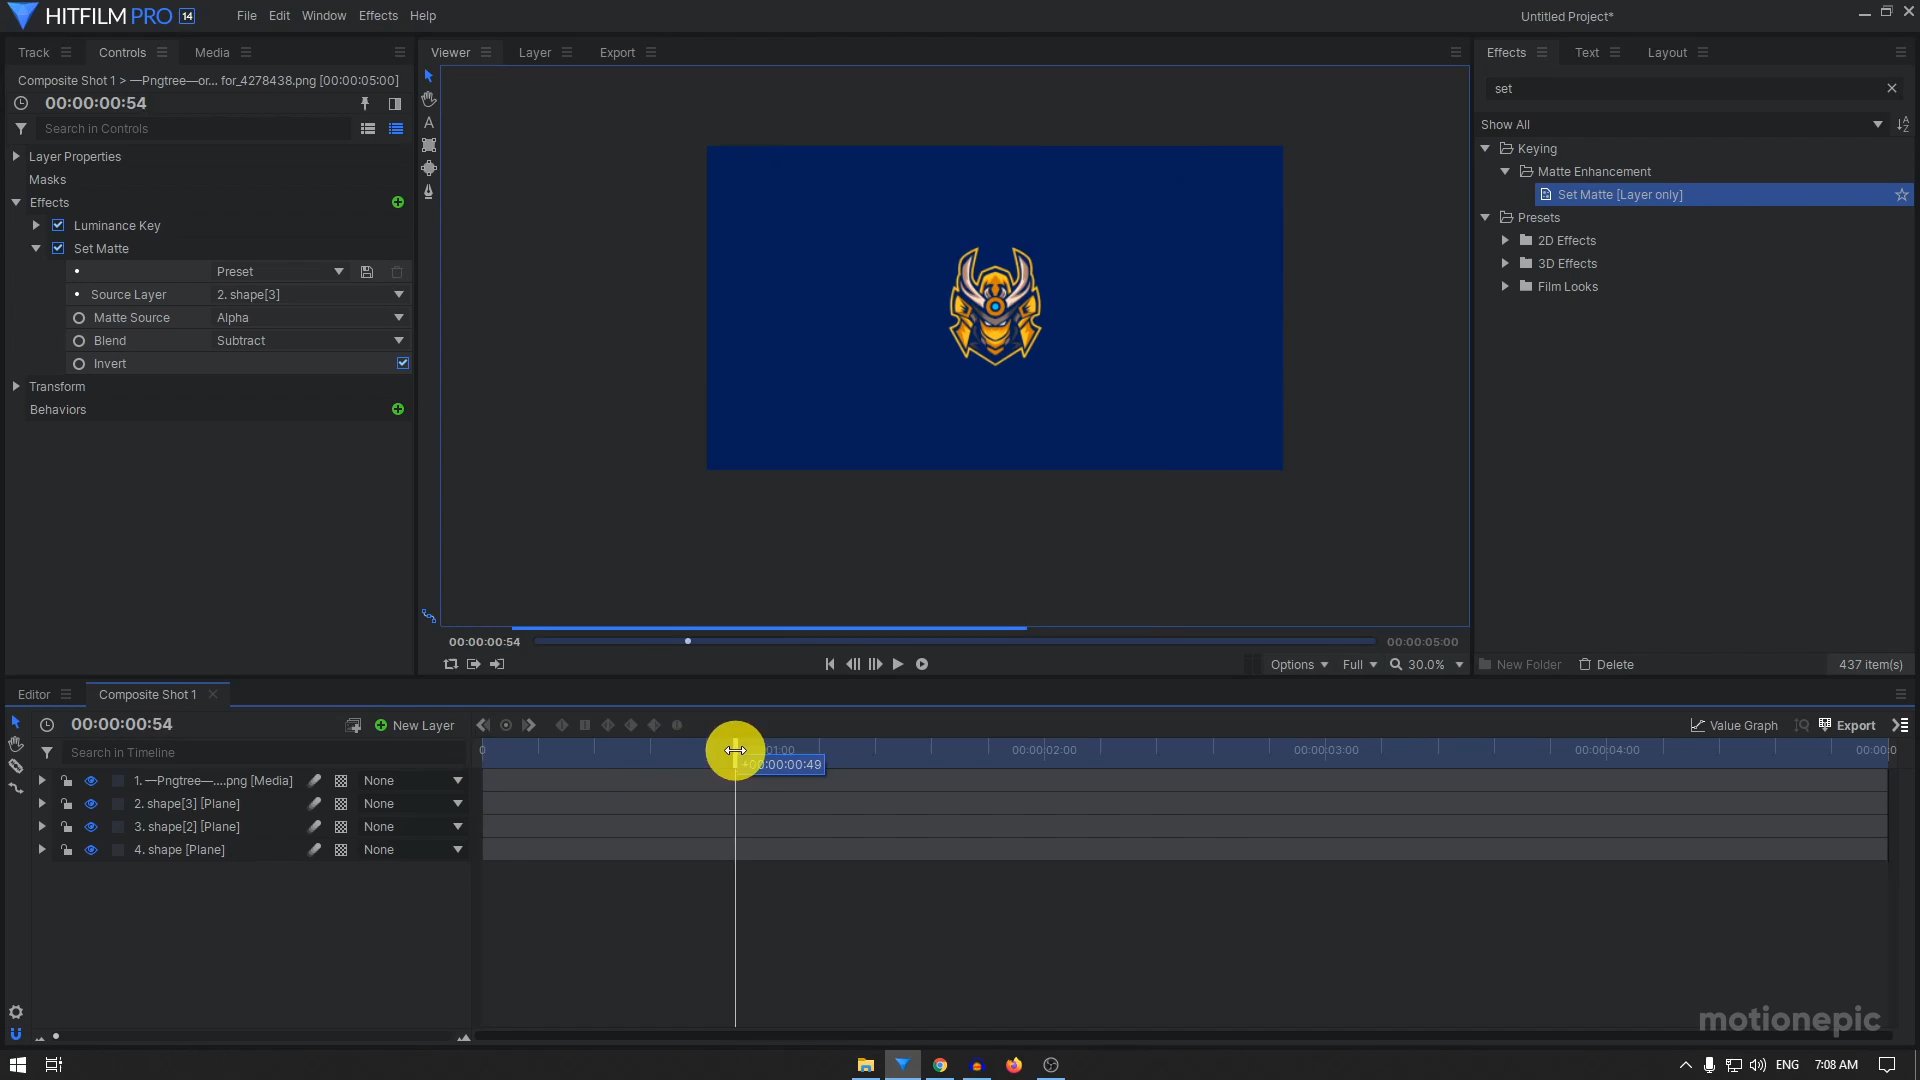 HITFILM PRO 14
File Edit Window Effects Help
Untitled Project*
Track Controls Media
Viewer Layer Export
Effects Text Layout
Composite Shot 1 > —Pngtree—or... for_4278438.png [00:00:05:00]
00:00:00:54
Search in Controls
Layer Properties
Masks
Effects
Luminance Key
Set Matte
Preset
Source Layer 2. shape[3]
Matte Source Alpha
Blend Subtract
Invert
Transform
Behaviors
set
Show All
Keying
Matte Enhancement
Set Matte [Layer only]
Presets
2D Effects
3D Effects
Film Looks
00:00:00:54 00:00:05:00
Options Full 30.0%
New Folder Delete 437 item(s)
Editor Composite Shot 1
00:00:00:54 New Layer
Value Graph Export
Search in Timeline
0 00:00:02:00 00:00:03:00 00:00:04:00 00:00:0
+00:00:00:49
1. —Pngtree—....png [Media] None
2. shape[3] [Plane] None
3. shape[2] [Plane] None
4. shape [Plane] None
motionepic
ENG 7:08 AM